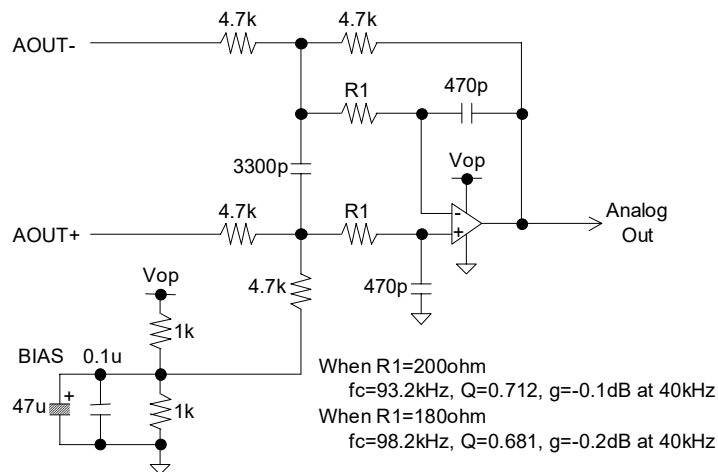 4.7k
4.7k
AOUT-
R1
470p
Vop
3300p
4.7k
R1
-
+
Analog
Out
AOUT+
Vop
4.7k
470p
1k
BIAS
0.1u
+
47u
1k
When R1=200ohm
fc=93.2kHz, Q=0.712, g=-0.1dB at 40kHz
When R1=180ohm
fc=98.2kHz, Q=0.681, g=-0.2dB at 40kHz